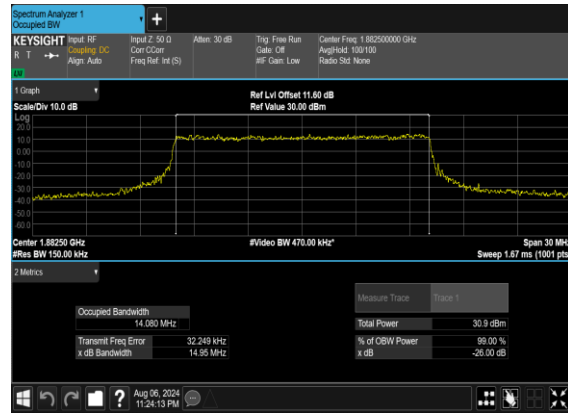 Spectrum Analyzer 1
Occupied BW
+
KEYSIGHT
R T
LXI
Input: RF
Coupling: DC
Align: Auto
Input Z: 50 Ω
Corr CCorr
Freq Ref: Int (S)
Atten: 30 dB
Trig: Free Run
Gate: Off
#IF Gain: Low
Center Freq: 1.882500000 GHz
Avg|Hold: 100/100
Radio Std: None
1 Graph
Scale/Div 10.0 dB
Ref Lvl Offset 11.60 dB
Ref Value 30.00 dBm
Log
20.0
10.0
0.00
-10.0
-20.0
-30.0
-40.0
-50.0
-60.0
Center 1.88250 GHz
#Res BW 150.00 kHz
#Video BW 470.00 kHz*
Span 30 MHz
Sweep 1.67 ms (1001 pts
2 Metrics
Measure Trace
Trace 1
Occupied Bandwidth
14.080 MHz
Total Power
30.9 dBm
Transmit Freq Error
32.249 kHz
% of OBW Power
99.00 %
x dB Bandwidth
14.95 MHz
x dB
-26.00 dB
?
Aug 06, 2024
11:24:13 PM